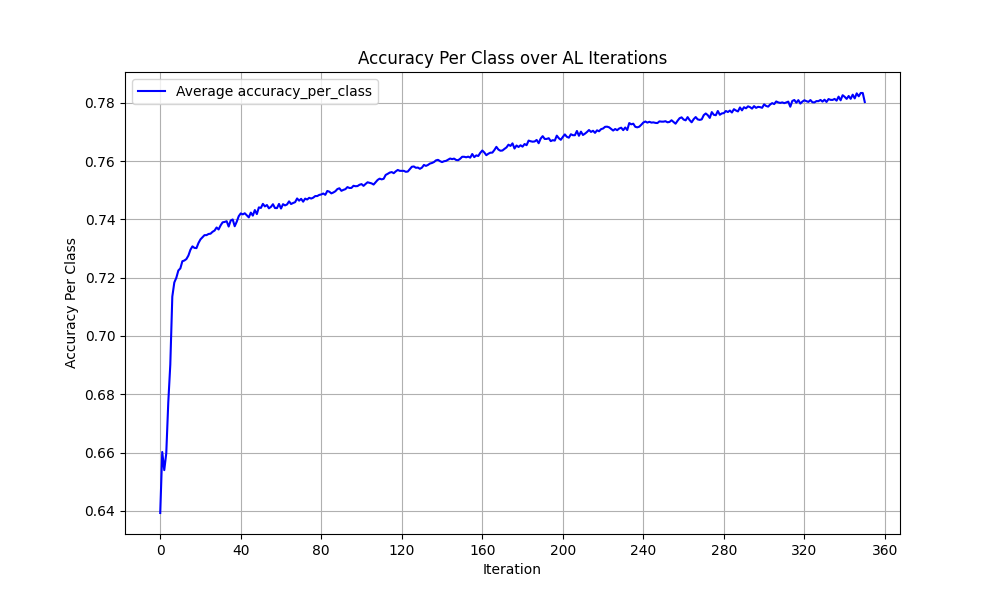 Accuracy Per Class over AL Iterations
Average accuracy_per_class
Accuracy Per Class
0.78
0.76
0.74
0.72
0.70
0.68
0.66
0.64
0 40 80 120 160 200 240 280 320 360
Iteration